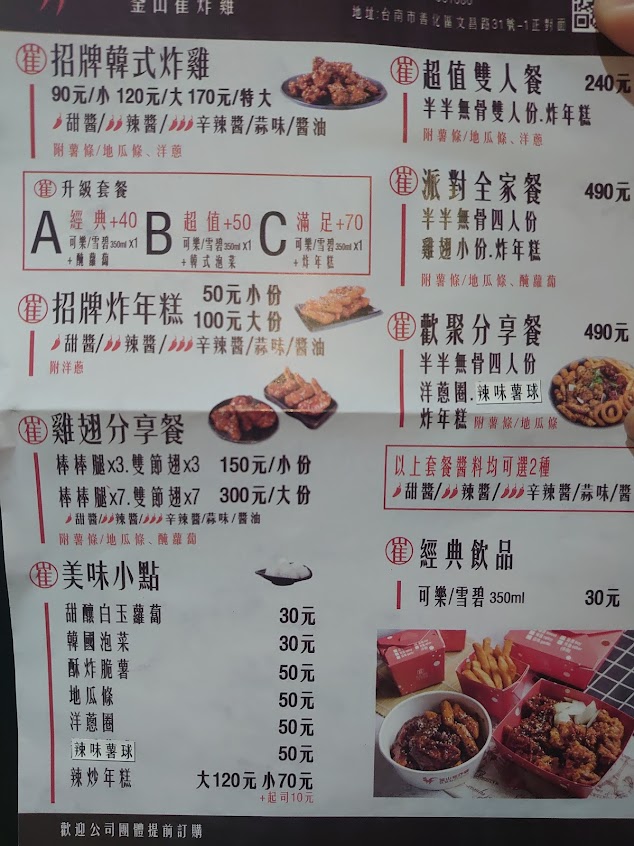 釜山崔炸雞
地址:台南市善化區文昌路31號-1正對面
崔 招牌韓式炸雞
90元/小 120元/大 170元/特大
甜醬/辣醬/辛辣醬/蒜味/醬油
附薯條/地瓜條、洋蔥
崔 升級套餐
A 經典+40
可樂/雪碧350ml x1
+醃蘿蔔
B 超值+50
可樂/雪碧350ml x1
+韓式泡菜
C 滿足+70
可樂/雪碧350ml x1
+炸年糕
崔 招牌炸年糕
50元小份
100元大份
甜醬/辣醬/辛辣醬/蒜味/醬油
附洋蔥
崔 雞翅分享餐
棒棒腿x3.雙節翅x3 150元/小份
棒棒腿x7.雙節翅x7 300元/大份
甜醬/辣醬/辛辣醬/蒜味/醬油
附薯條/地瓜條、醃蘿蔔
崔 美味小點
甜釀白玉蘿蔔 30元
韓國泡菜 30元
酥炸脆薯 50元
地瓜條 50元
洋蔥圈 50元
辣味薯球 50元
辣炒年糕 大120元 小70元
+起司10元
崔 超值雙人餐 240元
半半無骨雙人份.炸年糕
附薯條/地瓜條、洋蔥
崔 派對全家餐 490元
半半無骨四人份
雞翅小份.炸年糕
附薯條/地瓜條、醃蘿蔔
崔 歡聚分享餐 490元
半半無骨四人份
洋蔥圈.辣味薯球
炸年糕 附薯條/地瓜條
以上套餐醬料均可選2種
甜醬/辣醬/辛辣醬/蒜味/醬
崔 經典飲品
可樂/雪碧 350ml 30元
歡迎公司團體提前訂購